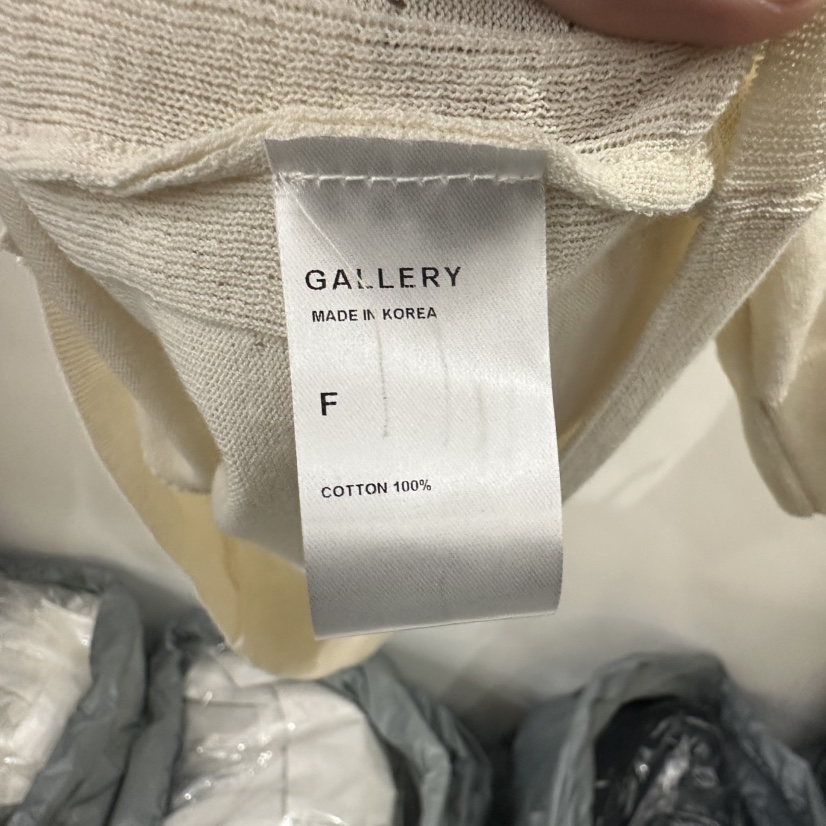 GALLERY
MADE IN KOREA
F
COTTON 100%